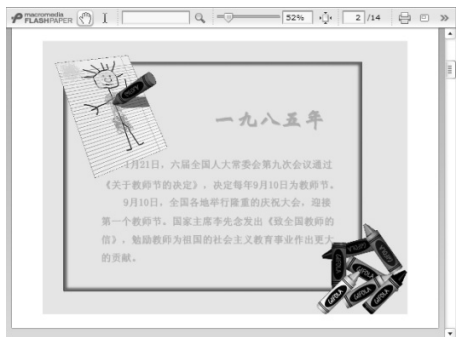 macromedia
FLASHPAPER
52%
2 /14
一九八五年
1月21日，六届全国人大常委会第九次会议通过
《关于教师节的决定》，决定每年9月10日为教师节。
9月10日，全国各地举行隆重的庆祝大会，迎接
第一个教师节。国家主席李先念发出《致全国教师的
信》，勉励教师为祖国的社会主义教育事业作出更大
的贡献。